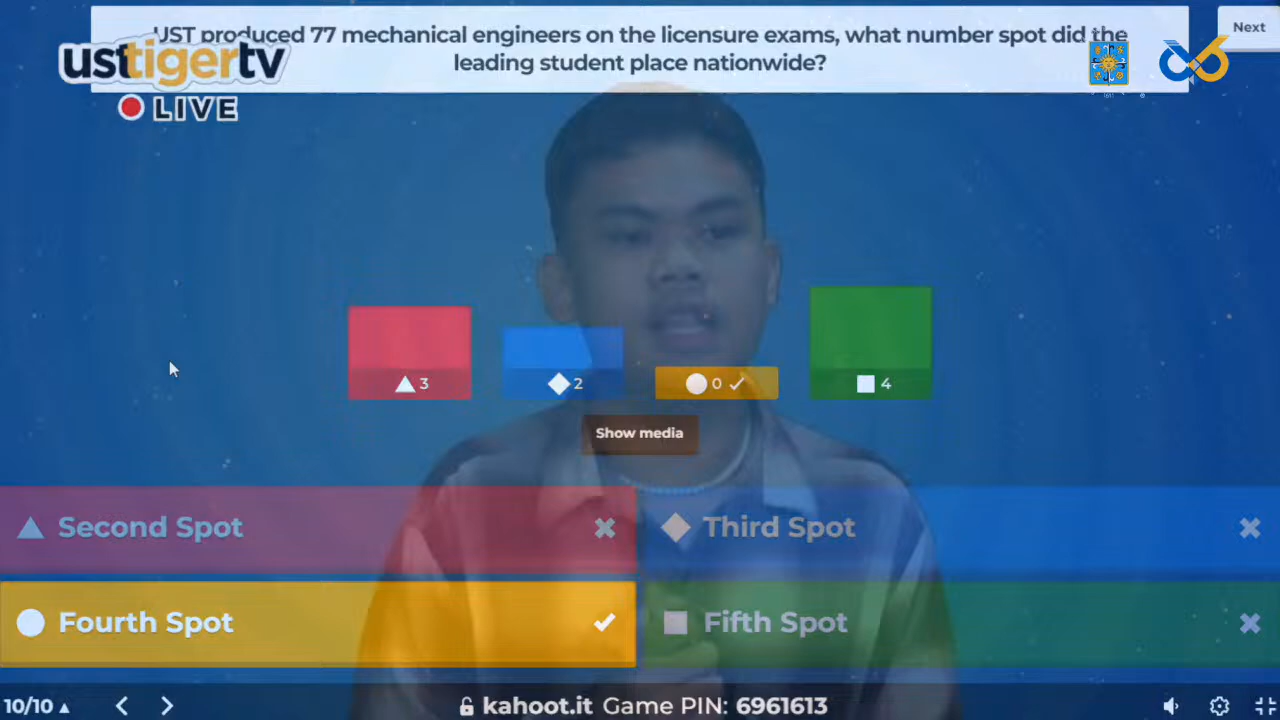 UST produced 77 mechanical engineers on the licensure exams, what number spot did the
leading student place nationwide?
Next
usttigertv
LIVE
3
2
0
4
Show media
Second Spot
Third Spot
Fourth Spot
Fifth Spot
10/10
kahoot.it Game PIN: 6961613